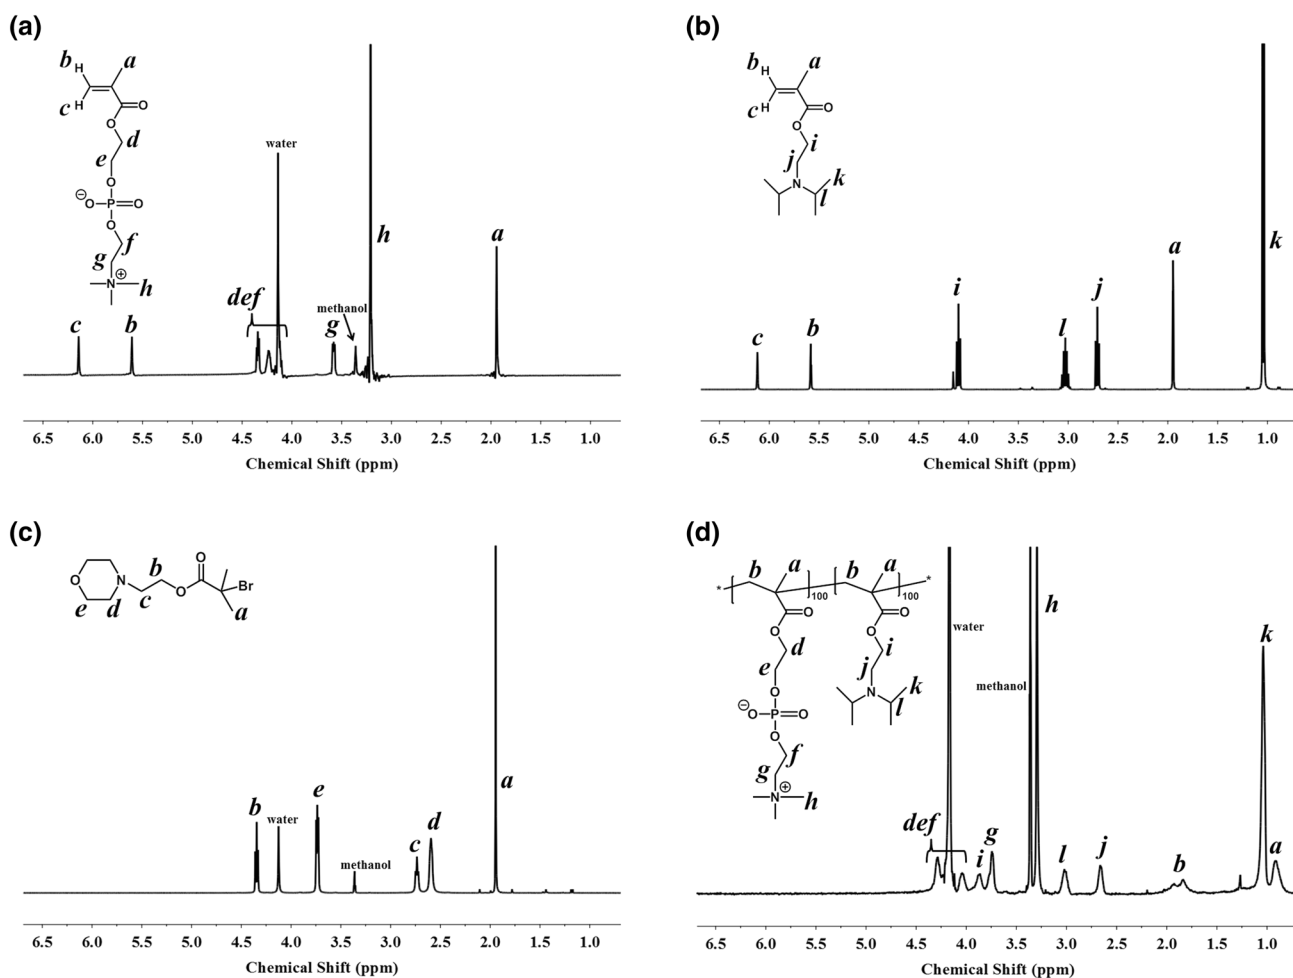 (a)
b H a
c H O
O
d
e
O
⊖O P O
O
f
g
N⊕ h
water
h
a
def
methanol
g
c b
6.5 6.0 5.5 5.0 4.5 4.0 3.5 3.0 2.5 2.0 1.5 1.0
Chemical Shift (ppm)
(b)
b H a
c H O
O
i
j
N k
l
k
a
i j
l
c b
6.5 6.0 5.5 5.0 4.5 4.0 3.5 3.0 2.5 2.0 1.5 1.0
Chemical Shift (ppm)
(c)
O
b Br
O N O
c
e d a
a
e
b water
d
c
methanol
6.5 6.0 5.5 5.0 4.5 4.0 3.5 3.0 2.5 2.0 1.5 1.0
Chemical Shift (ppm)
(d)
b a b a
* *
100 100
O O
O O
d i
e j
O N k
l
⊖O P O
O
f
g
N⊕ h
water
h
methanol
k
def
g
i l j
b
a
6.5 6.0 5.5 5.0 4.5 4.0 3.5 3.0 2.5 2.0 1.5 1.0
Chemical Shift (ppm)